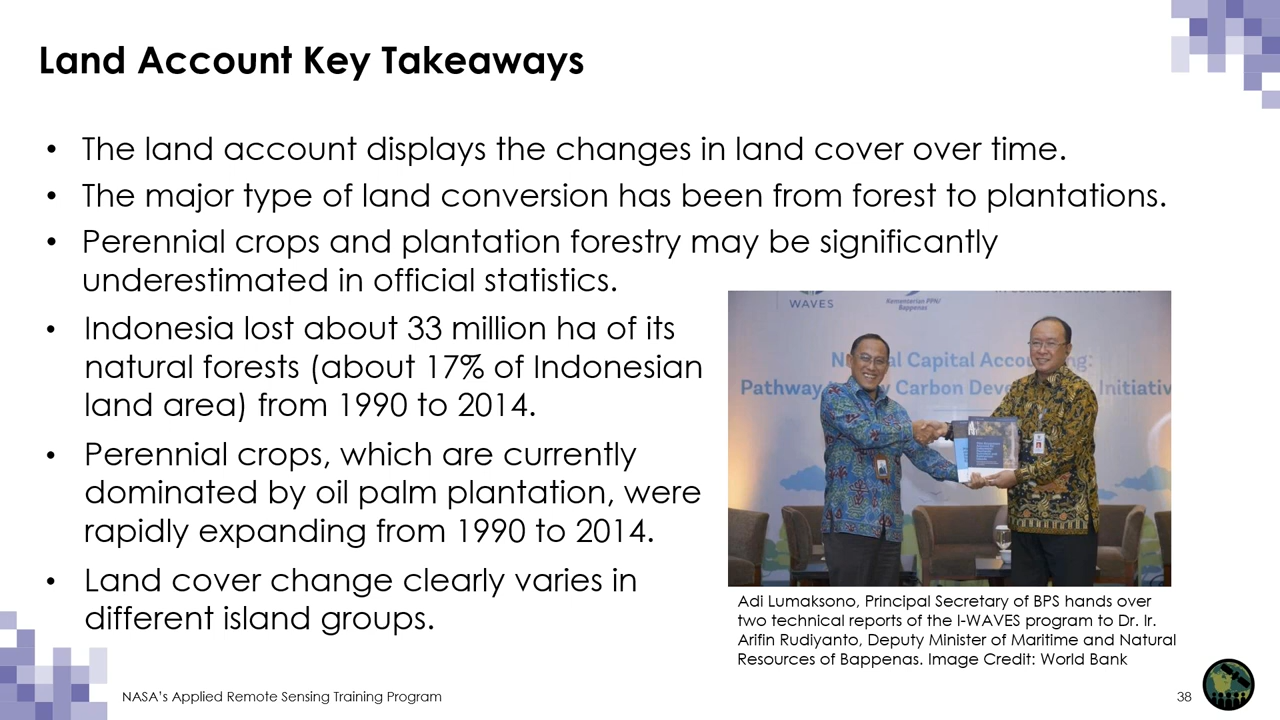 Land Account Key Takeaways
• The land account displays the changes in land cover over time.
• The major type of land conversion has been from forest to plantations.
• Perennial crops and plantation forestry may be significantly
underestimated in official statistics.
• Indonesia lost about 33 million ha of its
natural forests (about 17% of Indonesian
land area) from 1990 to 2014.
• Perennial crops, which are currently
dominated by oil palm plantation, were
rapidly expanding from 1990 to 2014.
• Land cover change clearly varies in
different island groups.
WAVES
Kementerian PPN/
Bappenas
in collaborations with
Capital
Pathway Carbon
Adi Lumaksono, Principal Secretary of BPS hands over
two technical reports of the I-WAVES program to Dr. Ir.
Arifin Rudiyanto, Deputy Minister of Maritime and Natural
Resources of Bappenas. Image Credit: World Bank
NASA's Applied Remote Sensing Training Program
38